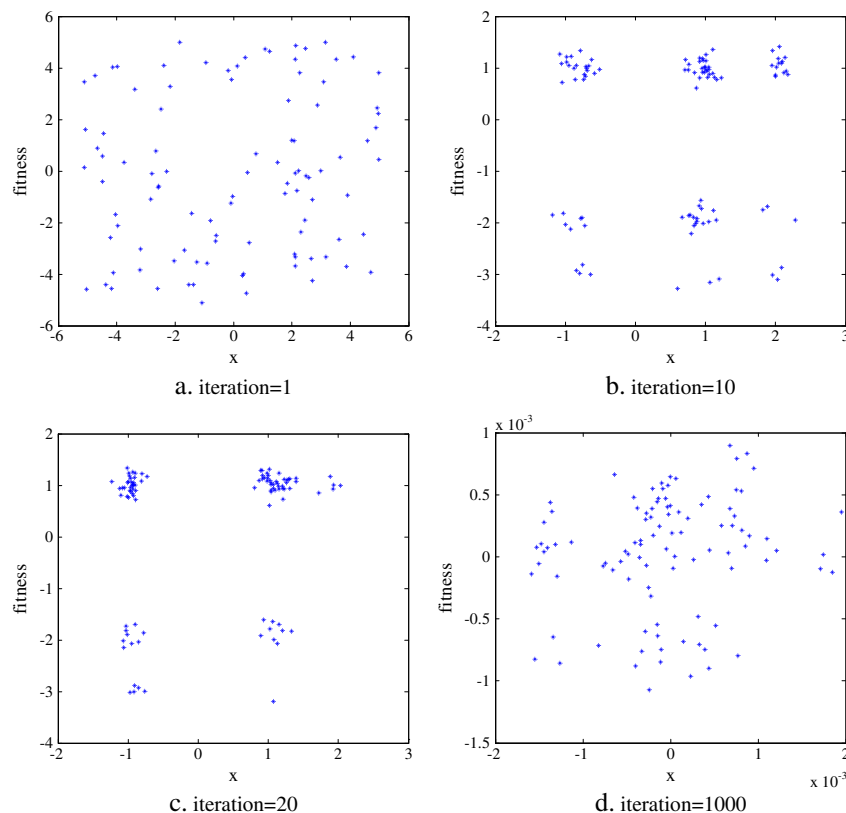 6
4
2
0
-2
-4
-6
fitness
-6 -4 -2 0 2 4 6
x
a. iteration=1
2
1
0
-1
-2
-3
-4
fitness
-2 -1 0 1 2 3
x
b. iteration=10
2
1
0
-1
-2
-3
-4
fitness
-2 -1 0 1 2 3
x
c. iteration=20
x 10⁻³
1
0.5
0
-0.5
-1
-1.5
fitness
-2 -1 0 1 2
x
x 10⁻³
d. iteration=1000